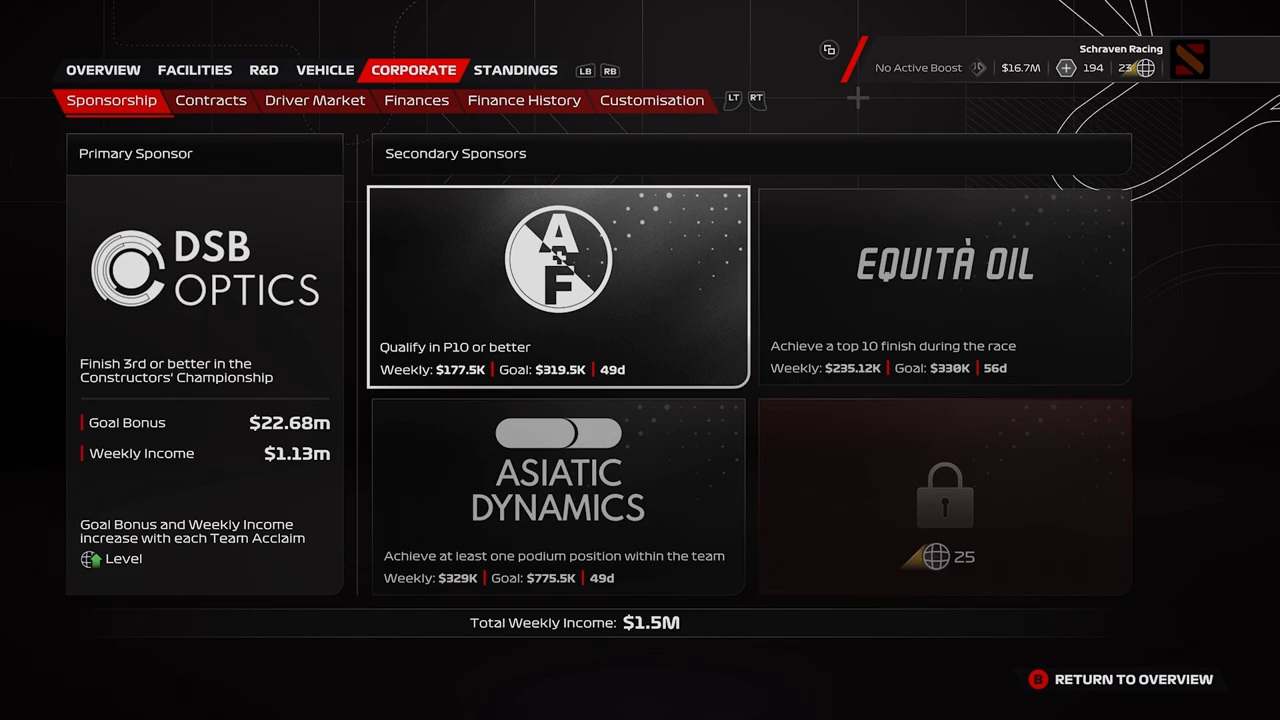 Schraven Racing
No Active Boost $16.7M 194 23
OVERVIEW FACILITIES R&D VEHICLE CORPORATE STANDINGS LB RB
Sponsorship Contracts Driver Market Finances Finance History Customisation LT RT
Primary Sponsor
DSB
OPTICS
Finish 3rd or better in the
Constructors' Championship
Goal Bonus $22.68m
Weekly Income $1.13m
Goal Bonus and Weekly Income
increase with each Team Acclaim
Level
Secondary Sponsors
A+F
Qualify in P10 or better
Weekly: $177.5K Goal: $319.5K 49d
EQUITÀ OIL
Achieve a top 10 finish during the race
Weekly: $235.12K Goal: $330K 56d
ASIATIC
DYNAMICS
Achieve at least one podium position within the team
Weekly: $329K Goal: $775.5K 49d
25
Total Weekly Income: $1.5M
B RETURN TO OVERVIEW